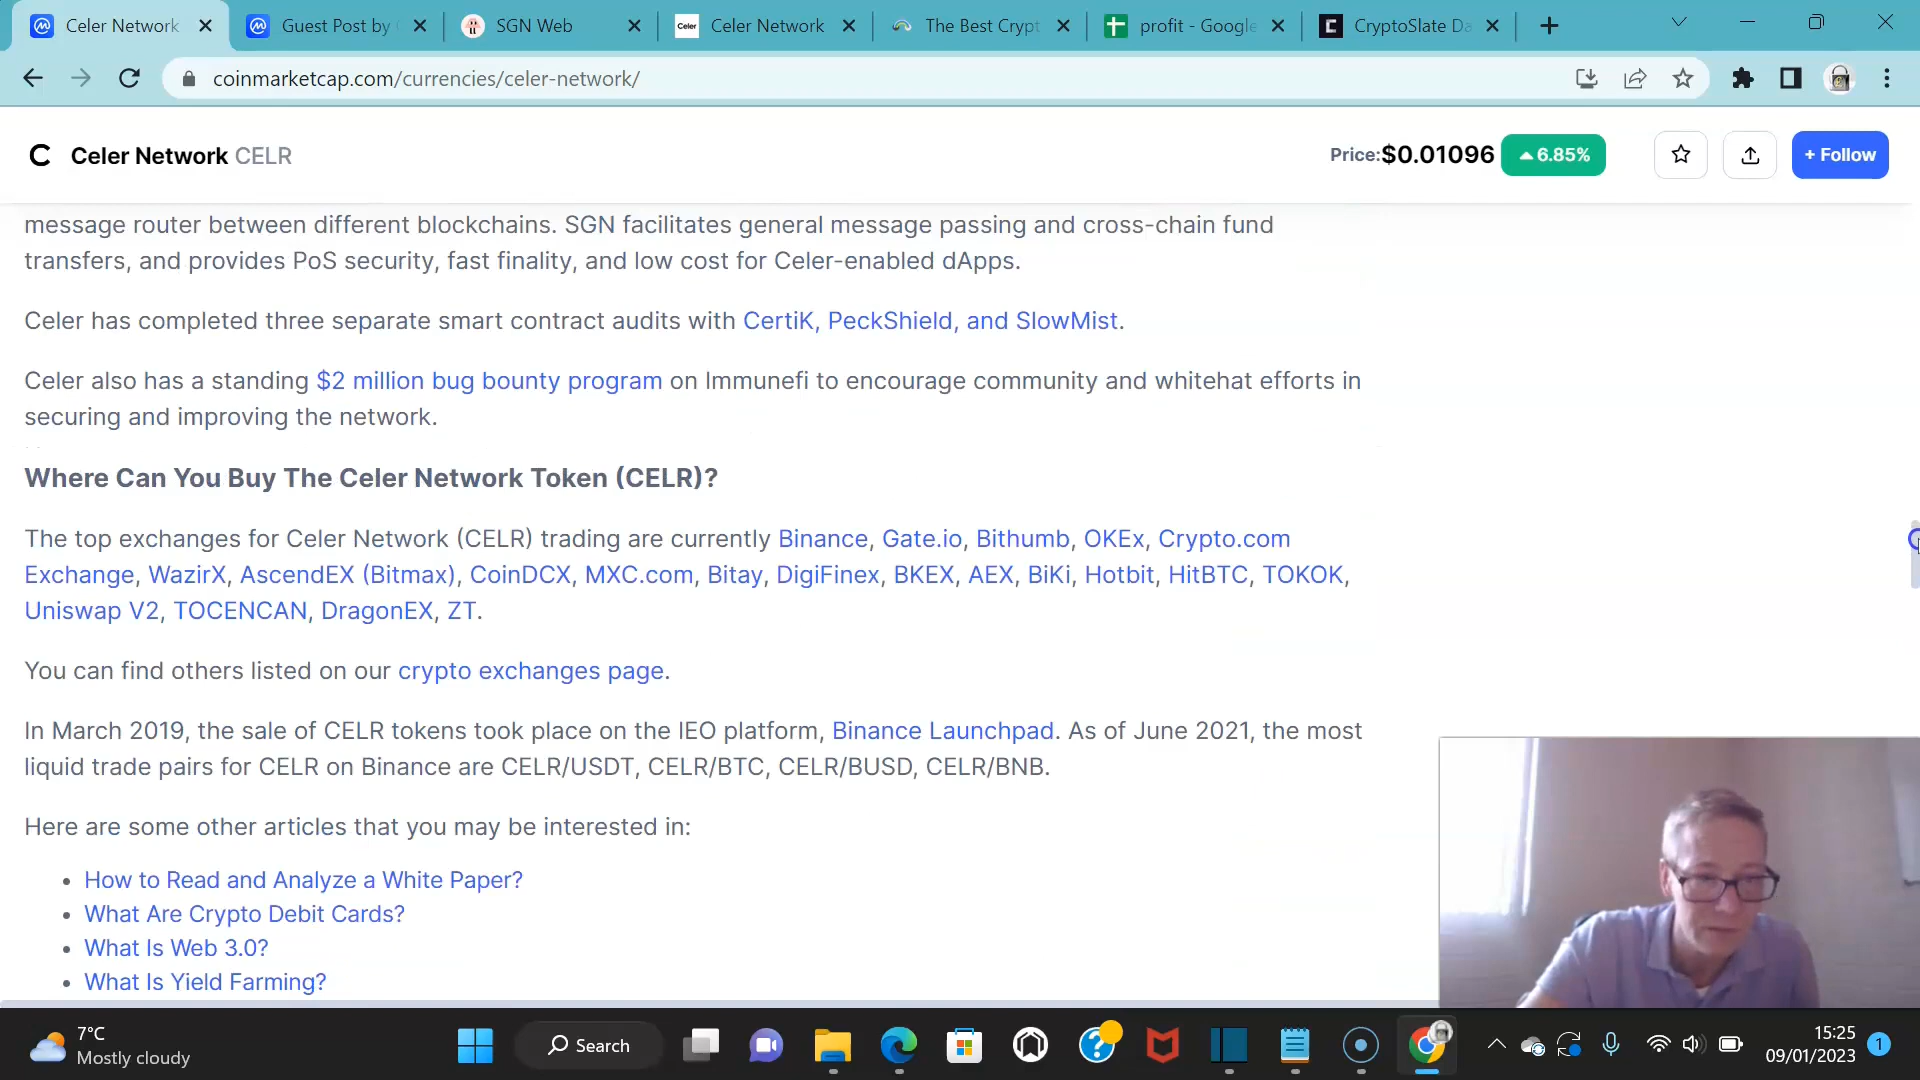 Celer Network
Guest Post by
SGN Web
Celer Network
The Best Crypt
profit - Google
CryptoSlate Da
coinmarketcap.com/currencies/celer-network/
C Celer Network CELR
Price:$0.01096
6.85%
+ Follow
message router between different blockchains. SGN facilitates general message passing and cross-chain fund
transfers, and provides PoS security, fast finality, and low cost for Celer-enabled dApps.
Celer has completed three separate smart contract audits with CertiK, PeckShield, and SlowMist.
Celer also has a standing $2 million bug bounty program on Immunefi to encourage community and whitehat efforts in
securing and improving the network.
Where Can You Buy The Celer Network Token (CELR)?
The top exchanges for Celer Network (CELR) trading are currently Binance, Gate.io, Bithumb, OKEx, Crypto.com
Exchange, WazirX, AscendEX (Bitmax), CoinDCX, MXC.com, Bitay, DigiFinex, BKEX, AEX, BiKi, Hotbit, HitBTC, TOKOK,
Uniswap V2, TOCENCAN, DragonEX, ZT.
You can find others listed on our crypto exchanges page.
In March 2019, the sale of CELR tokens took place on the IEO platform, Binance Launchpad. As of June 2021, the most
liquid trade pairs for CELR on Binance are CELR/USDT, CELR/BTC, CELR/BUSD, CELR/BNB.
Here are some other articles that you may be interested in:
• How to Read and Analyze a White Paper?
• What Are Crypto Debit Cards?
• What Is Web 3.0?
• What Is Yield Farming?
7°C
Mostly cloudy
Search
15:25
09/01/2023
1